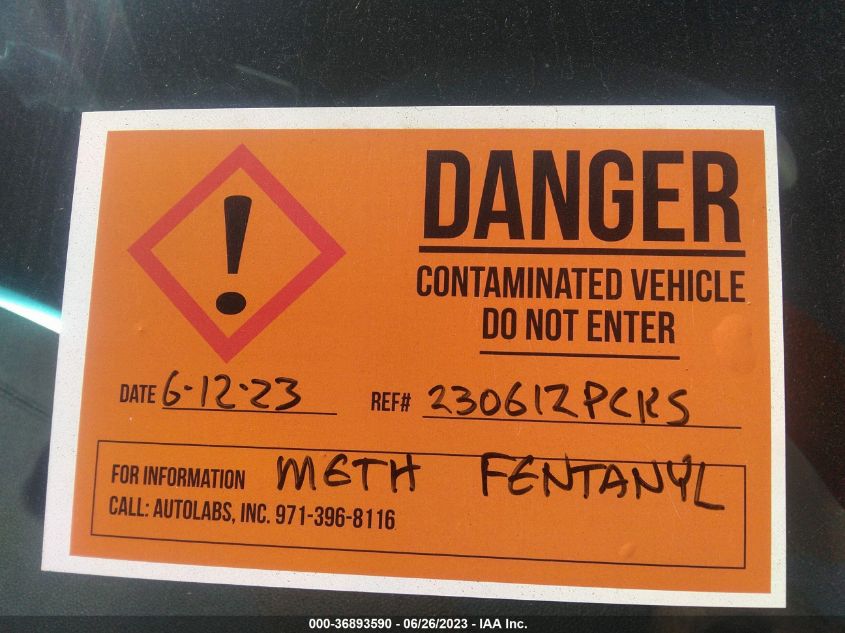 DANGER
CONTAMINATED VEHICLE
DO NOT ENTER
DATE 6-12-23 REF# 230612PCKS
FOR INFORMATION METH FENTANYL
CALL: AUTOLABS, INC. 971-396-8116
000-36893590 - 06/26/2023 - IAA Inc.